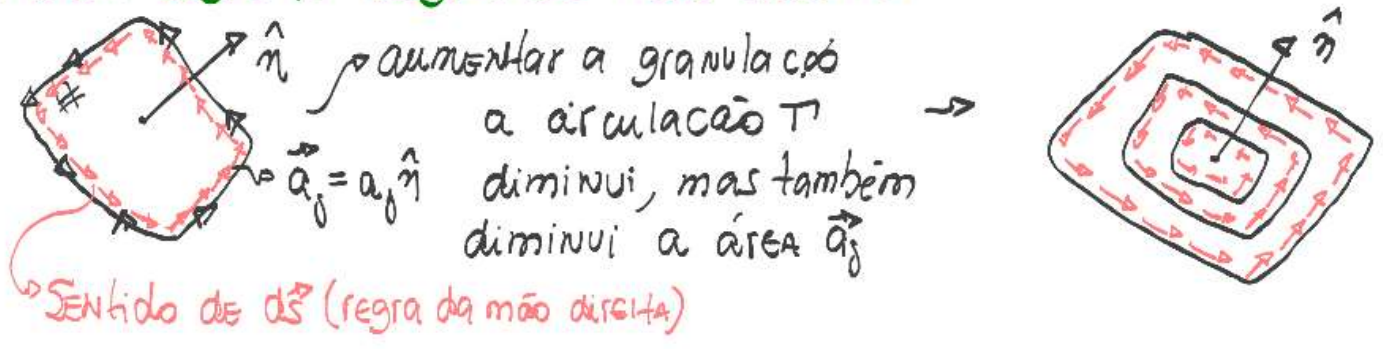 n̂
aumentar a granulação
a circulação Γ
diminui, mas também
diminui a área a⃗ⱼ
a⃗ⱼ = aⱼ n̂
Sentido de ds⃗ (regra da mão direita)
n̂